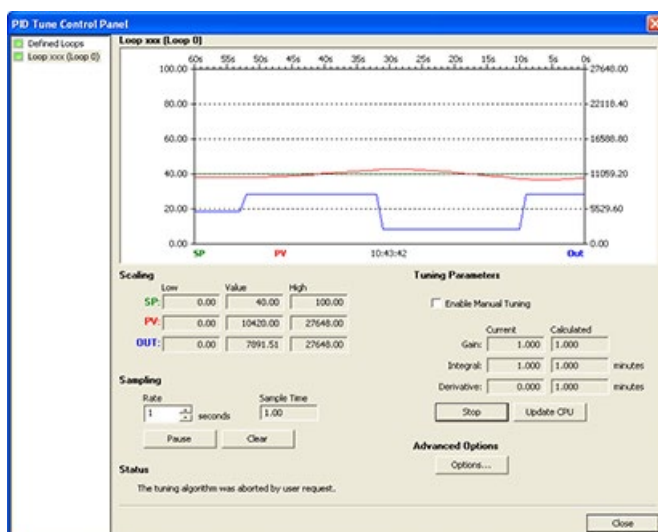 PID Tune Control Panel
Defined Loops
Loop xxx (Loop 0)
Loop xxx (Loop 0)
60s 55s 50s 45s 40s 35s 30s 25s 20s 15s 10s 5s 0s
100.00 27648.00
80.00 22118.40
60.00 16588.80
40.00 11059.20
20.00 5529.60
0.00 0.00
SP PV 10:43:42 Out
Scaling
Low Value High
SP: 0.00 40.00 100.00
PV: 0.00 10420.00 27648.00
OUT: 0.00 7891.51 27648.00
Sampling
Rate Sample Time
1 seconds 1.00
Pause Clear
Status
The tuning algorithm was aborted by user request.
Tuning Parameters
Enable Manual Tuning
Current Calculated
Gain: 1.000 1.000
Integral: 1.000 1.000 minutes
Derivative: 0.000 1.000 minutes
Stop Update CPU
Advanced Options
Options...
Close